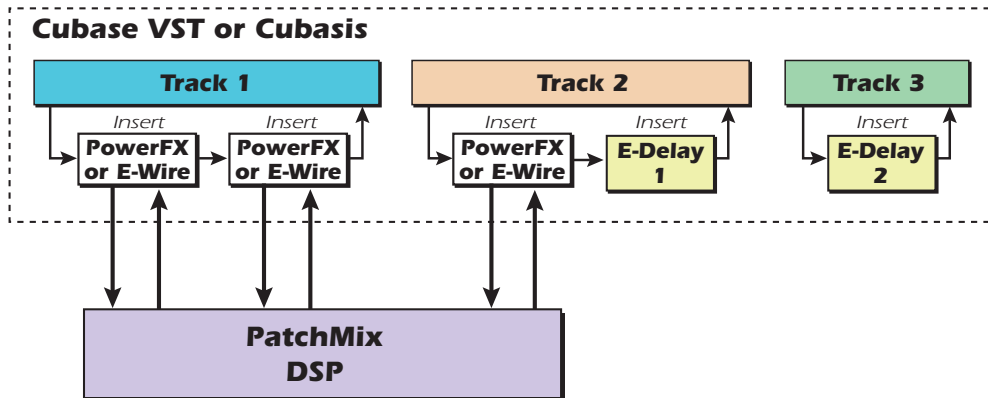 Cubase VST or Cubasis
Track 1
Track 2
Track 3
Insert
Insert
Insert
Insert
Insert
PowerFX
or E-Wire
PowerFX
or E-Wire
PowerFX
or E-Wire
E-Delay
1
E-Delay
2
PatchMix
DSP